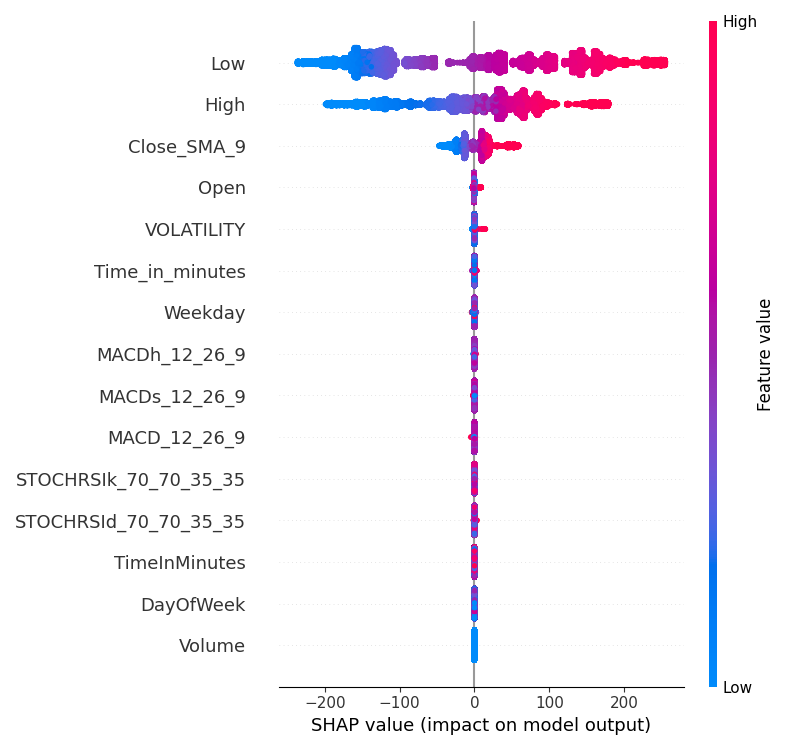 High
Low
High
Close_SMA_9
Open
VOLATILITY
Time_in_minutes
Weekday
MACDh_12_26_9
MACDs_12_26_9
MACD_12_26_9
STOCHRSIk_70_70_35_35
STOCHRSId_70_70_35_35
TimeInMinutes
DayOfWeek
Volume
Feature value
Low
−200 −100 0 100 200
SHAP value (impact on model output)